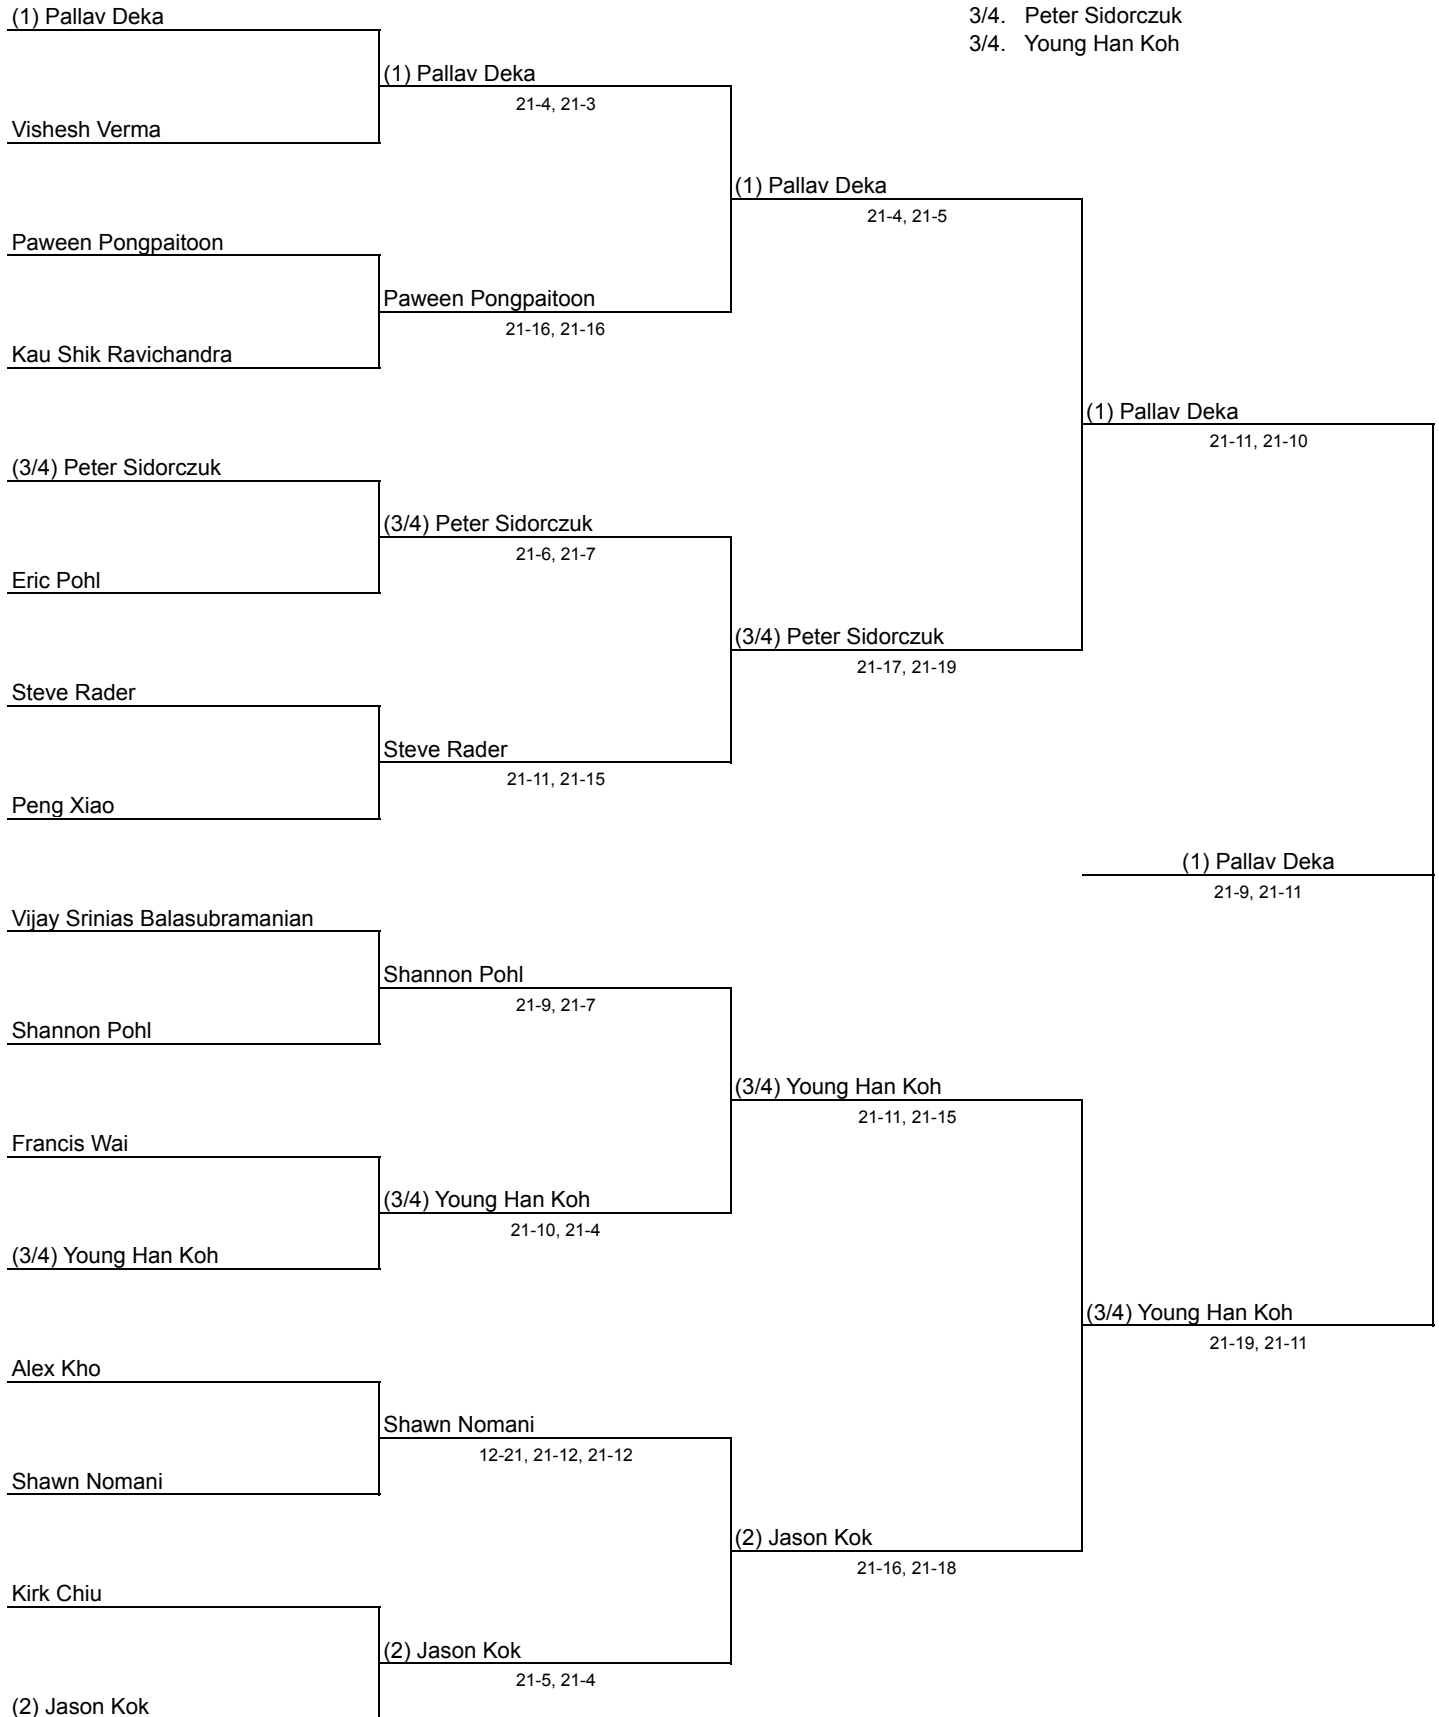 (1) Pallav Deka
3/4. Peter Sidorczuk
3/4. Young Han Koh
(1) Pallav Deka
21-4, 21-3
Vishesh Verma
(1) Pallav Deka
21-4, 21-5
Paween Pongpaitoon
Paween Pongpaitoon
21-16, 21-16
Kau Shik Ravichandra
(1) Pallav Deka
21-11, 21-10
(3/4) Peter Sidorczuk
(3/4) Peter Sidorczuk
21-6, 21-7
Eric Pohl
(3/4) Peter Sidorczuk
21-17, 21-19
Steve Rader
Steve Rader
21-11, 21-15
Peng Xiao
(1) Pallav Deka
21-9, 21-11
Vijay Srinias Balasubramanian
Shannon Pohl
21-9, 21-7
Shannon Pohl
(3/4) Young Han Koh
21-11, 21-15
Francis Wai
(3/4) Young Han Koh
21-10, 21-4
(3/4) Young Han Koh
(3/4) Young Han Koh
21-19, 21-11
Alex Kho
Shawn Nomani
12-21, 21-12, 21-12
Shawn Nomani
(2) Jason Kok
21-16, 21-18
Kirk Chiu
(2) Jason Kok
21-5, 21-4
(2) Jason Kok